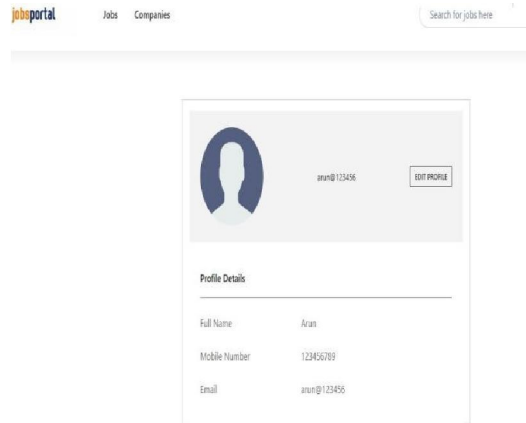 jobsportal Jobs Companies Search for jobs here
arun@123456 EDIT PROFILE
Profile Details
Full Name Arun
Mobile Number 123456789
Email arun@123456